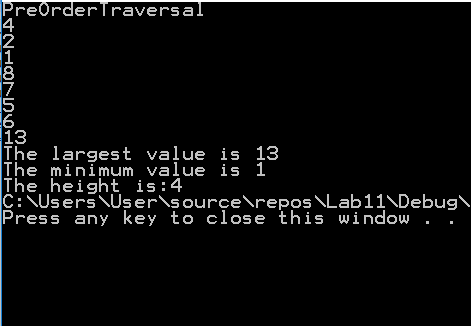 PreOrderTraversal
4
2
1
8
7
5
6
13
The largest value is 13
The minimum value is 1
The height is:4
C:\Users\User\source\repos\Lab11\Debug\
Press any key to close this window . .